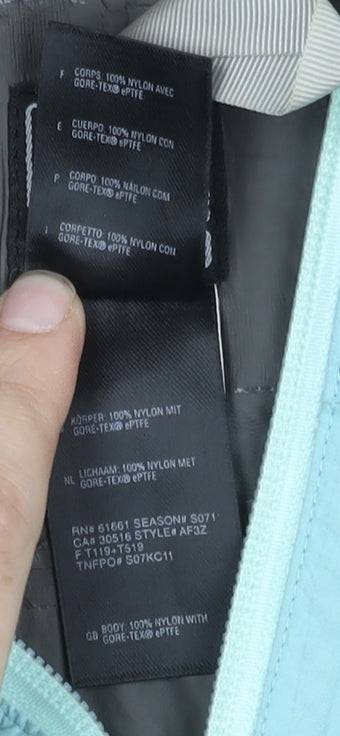 F CORPS: 100% NYLON AVEC
GORE-TEX® ePTFE
E CUERPO: 100% NYLON CON
GORE-TEX® ePTFE
P CORPO: 100% NAILON COM
GORE-TEX® ePTFE
I CORPETTO: 100% NYLON CON
GORE-TEX® ePTFE
KÖRPER: 100% NYLON MIT
GORE-TEX® ePTFE
NL LICHAAM: 100% NYLON MET
GORE-TEX® ePTFE
RN# 61661 SEASON# S071
CA# 30516 STYLE# AF3Z
F T119+T519
TNFPO# S07KC11
GB BODY: 100% NYLON WITH
GORE-TEX® ePTFE